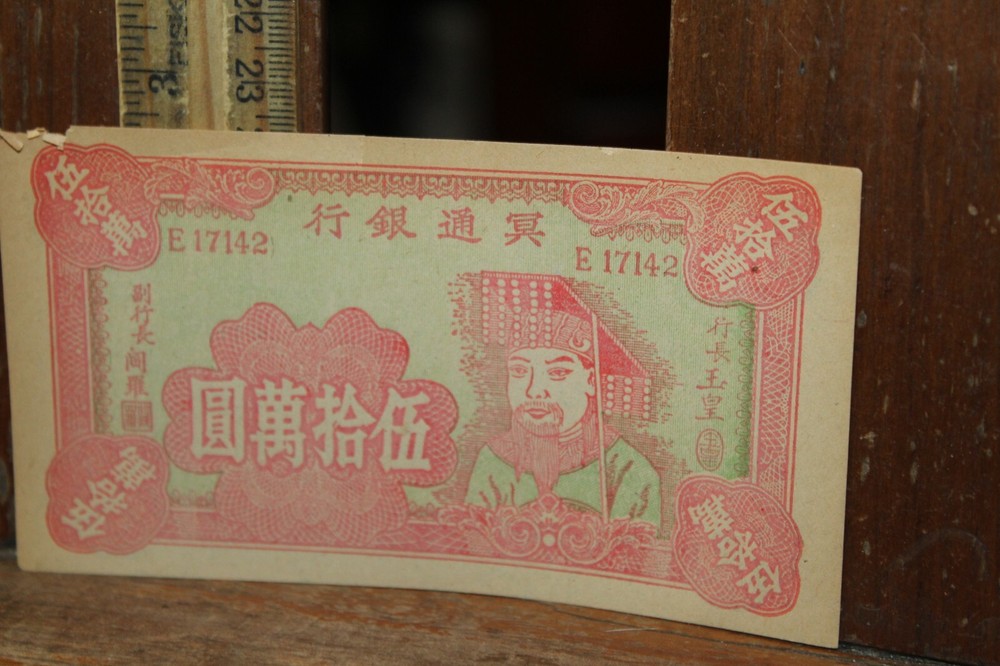 22 23
3
伍拾萬
伍拾萬
行銀通冥
E 17142
E 17142
副行長 閻羅
行長 玉皇
圓萬拾伍
伍拾萬
伍拾萬